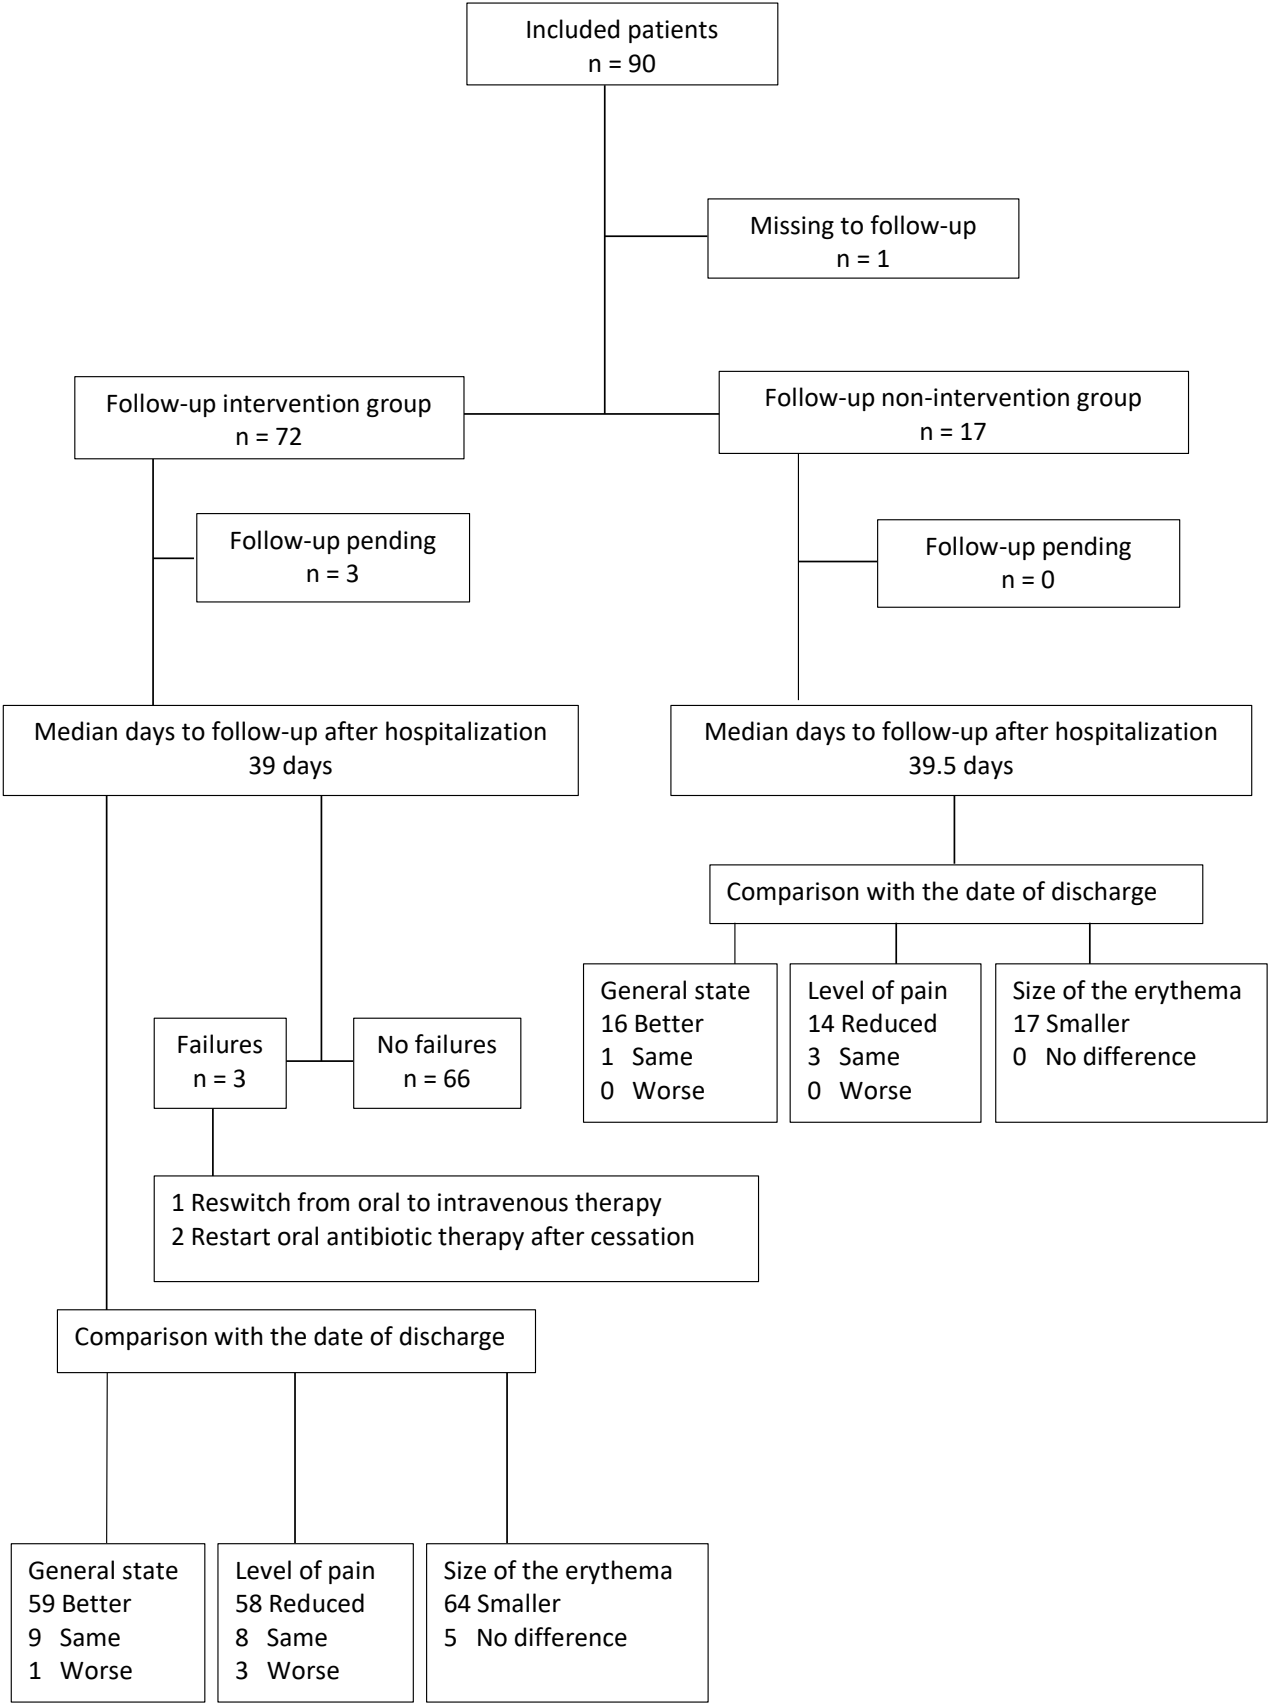 Included patients
n = 90
Missing to follow-up
n = 1
Follow-up intervention group
n = 72
Follow-up non-intervention group
n = 17
Follow-up pending
n = 3
Follow-up pending
n = 0
Median days to follow-up after hospitalization
39 days
Median days to follow-up after hospitalization
39.5 days
Comparison with the date of discharge
General state
16 Better
1 Same
0 Worse
Level of pain
14 Reduced
3 Same
0 Worse
Size of the erythema
17 Smaller
0 No difference
Failures
n = 3
No failures
n = 66
1 Reswitch from oral to intravenous therapy
2 Restart oral antibiotic therapy after cessation
Comparison with the date of discharge
General state
59 Better
9 Same
1 Worse
Level of pain
58 Reduced
8 Same
3 Worse
Size of the erythema
64 Smaller
5 No difference